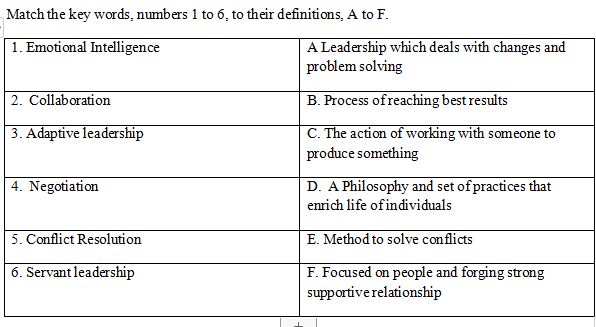 Match the key words, numbers 1 to 6, to their definitions, A to F.
1. Emotional Intelligence
A Leadership which deals with changes and
problem solving
2. Collaboration
B. Process of reaching best results
3. Adaptive leadership
C. The action of working with someone to
produce something
4. Negotiation
D. A Philosophy and set of practices that
enrich life of individuals
5. Conflict Resolution
E. Method to solve conflicts
6. Servant leadership
F. Focused on people and forging strong
supportive relationship